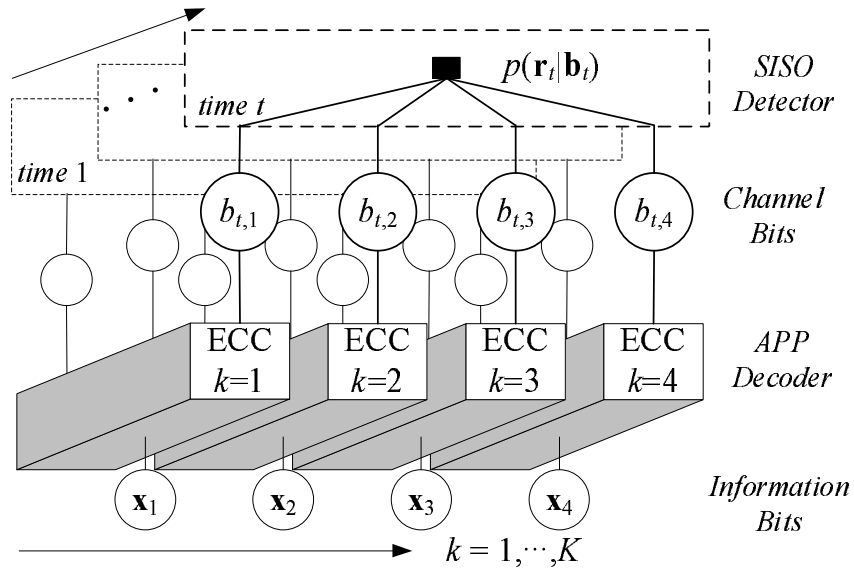 p(r_t|b_t)
SISO
Detector
time t
time 1
b_{t,1} b_{t,2} b_{t,3} b_{t,4}
Channel
Bits
ECC k=1
ECC k=2
ECC k=3
ECC k=4
APP
Decoder
x_1 x_2 x_3 x_4
Information
Bits
k = 1,···,K